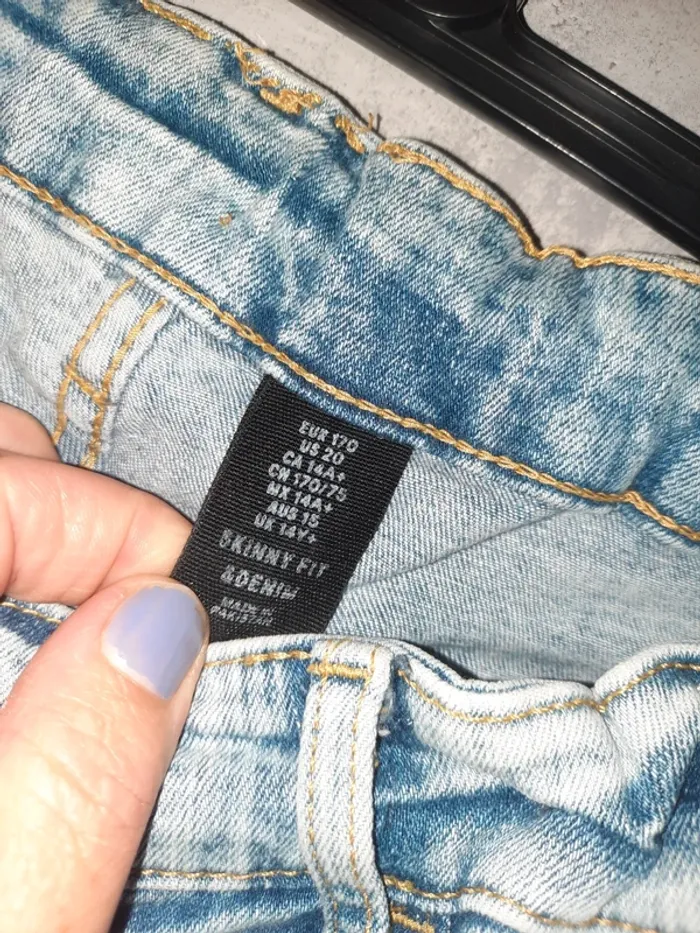 EUR 170
US 20
CA 14A+
CN 170/75
MX 14A+
AUS 15
UK 14Y+
SKINNY FIT
&DENIM
MADE IN
PAKISTAN